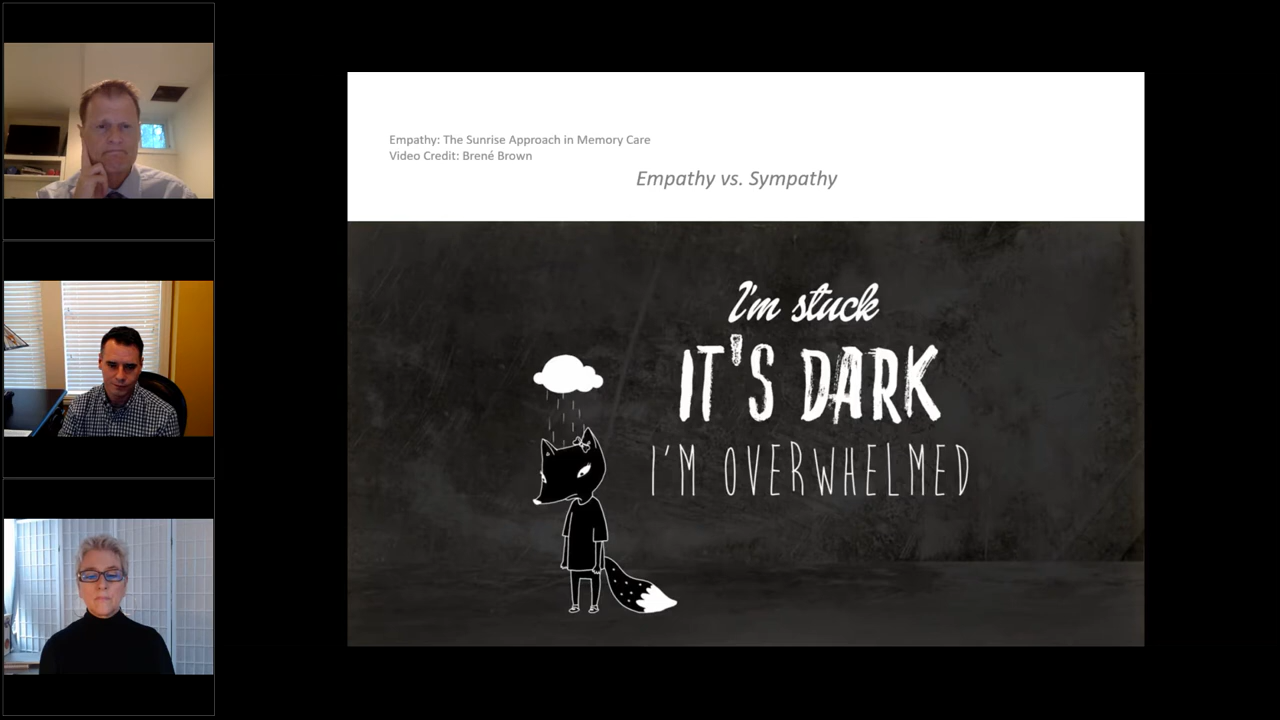 Empathy: The Sunrise Approach in Memory Care
Video Credit: Brené Brown
Empathy vs. Sympathy
I'm stuck
IT'S DARK
I'M OVERWHELMED